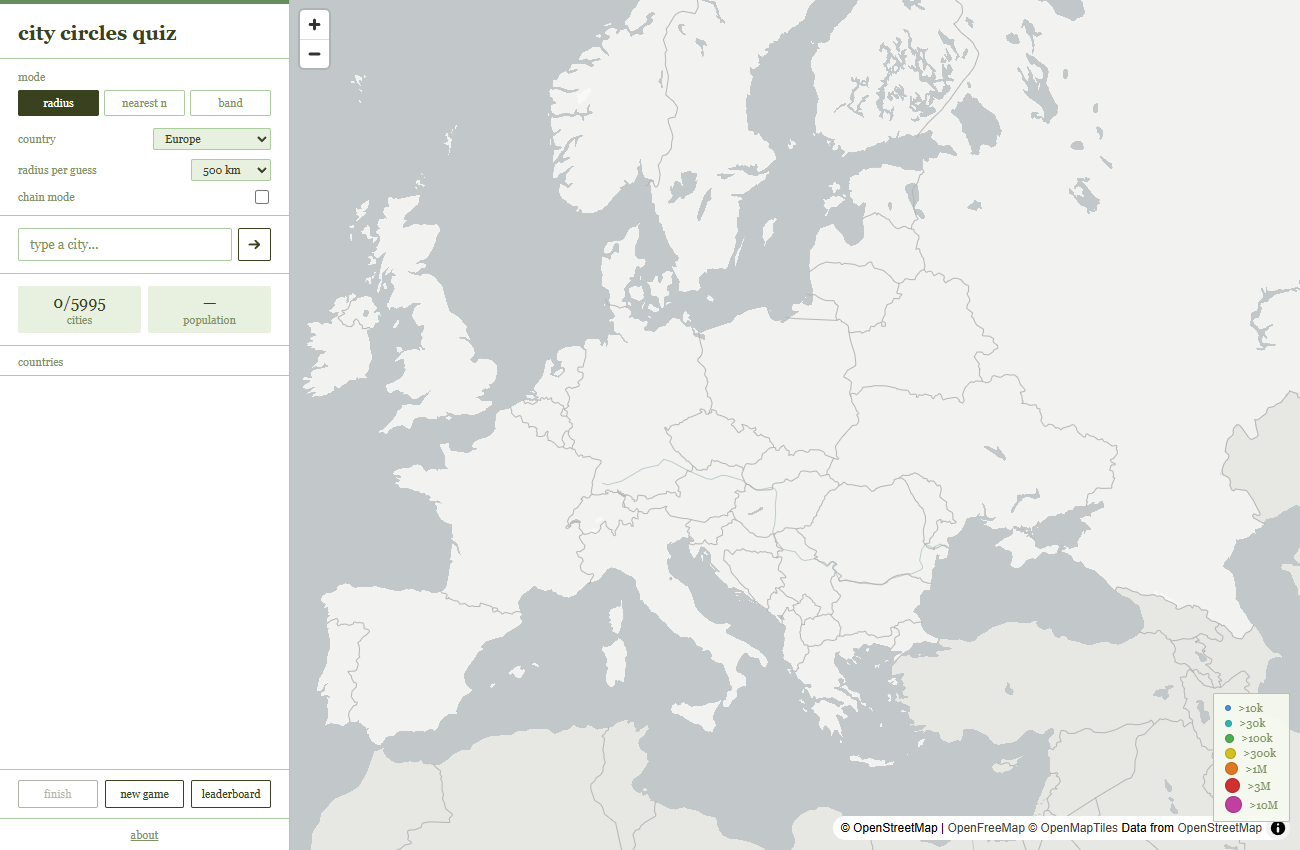 city circles quiz
mode
radius nearest n band
country Europe
radius per guess 500 km
chain mode
type a city...
0/5995 —
cities population
countries
finish new game leaderboard
about
+
−
>10k
>30k
>100k
>300k
>1M
>3M
>10M
© OpenStreetMap | OpenFreeMap © OpenMapTiles Data from OpenStreetMap